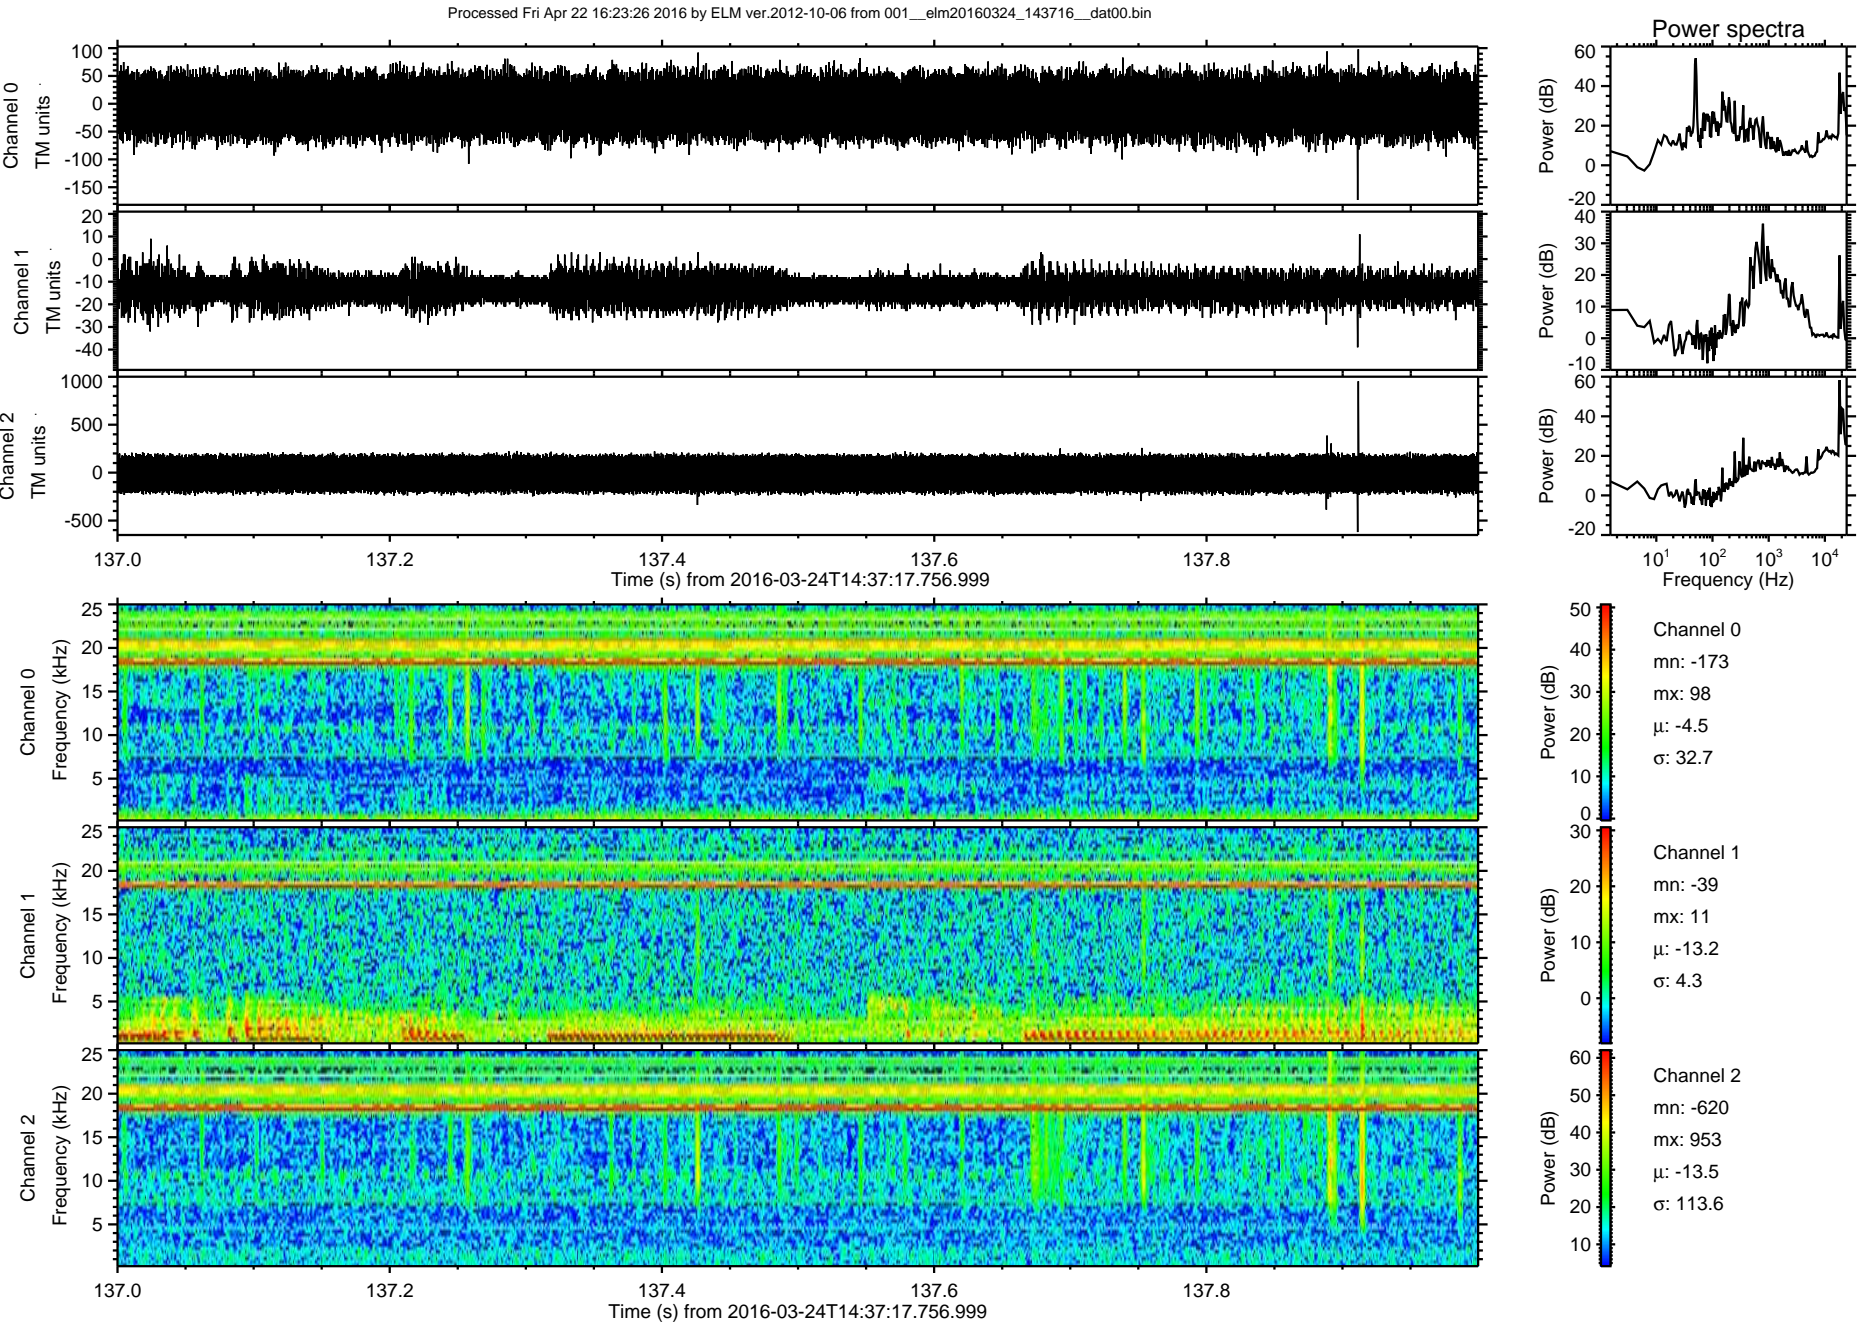 Processed Fri Apr 22 16:23:26 2016 by ELM ver.2012-10-06 from 001__elm20160324_143716__dat00.bin
Power spectra
Channel 0
TM units
100
50
0
-50
-100
-150
Power (dB)
60
40
20
0
-20
Channel 1
TM units
20
10
0
-10
-20
-30
-40
Power (dB)
40
30
20
10
0
-10
Channel 2
TM units
1000
500
0
-500
Power (dB)
60
40
20
0
-20
137.0 137.2 137.4 137.6 137.8
Time (s) from 2016-03-24T14:37:17.756.999
10¹ 10² 10³ 10⁴
Frequency (Hz)
Channel 0
Frequency (kHz)
25
20
15
10
5
Power (dB)
50
40
30
20
10
0
Channel 0
mn: -173
mx: 98
μ: -4.5
σ: 32.7
Channel 1
Frequency (kHz)
25
20
15
10
5
Power (dB)
30
20
10
0
Channel 1
mn: -39
mx: 11
μ: -13.2
σ: 4.3
Channel 2
Frequency (kHz)
25
20
15
10
5
Power (dB)
60
50
40
30
20
10
Channel 2
mn: -620
mx: 953
μ: -13.5
σ: 113.6
137.0 137.2 137.4 137.6 137.8
Time (s) from 2016-03-24T14:37:17.756.999